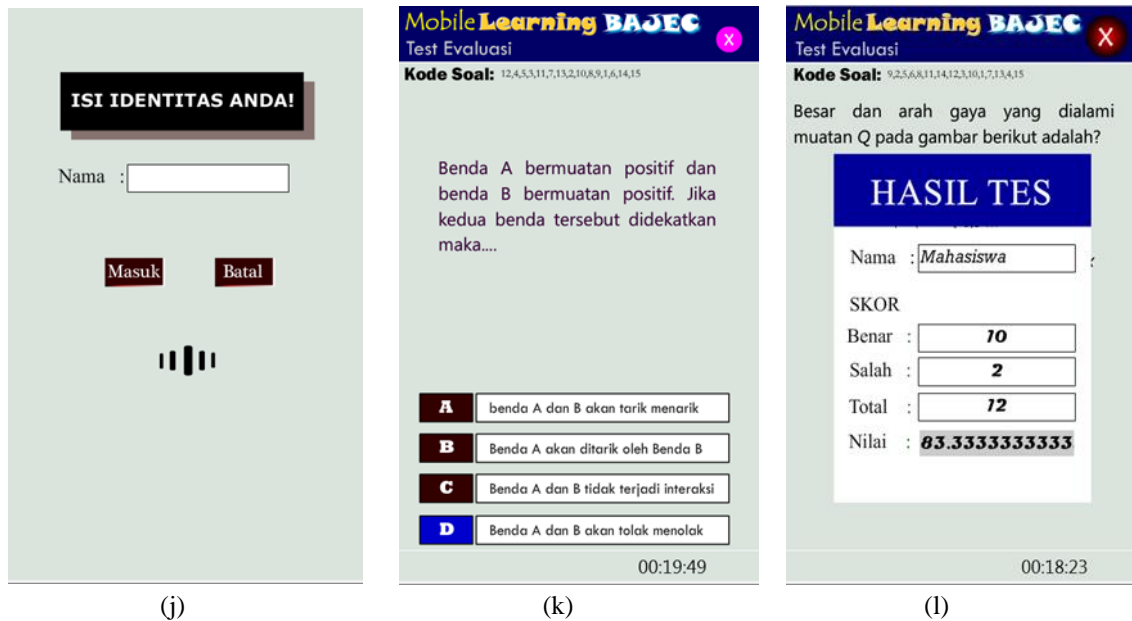 ISI IDENTITAS ANDA!
Nama :
Masuk Batal
(j)
Mobile Learning BAJEC
X
Test Evaluasi
Kode Soal: 12,4,5,3,11,7,13,2,10,8,9,1,6,14,15
Benda A bermuatan positif dan
benda B bermuatan positif. Jika
kedua benda tersebut didekatkan
maka....
A benda A dan B akan tarik menarik
B Benda A akan ditarik oleh Benda B
C Benda A dan B tidak terjadi interaksi
D Benda A dan B akan tolak menolak
00:19:49
(k)
Mobile Learning BAJEC
X
Test Evaluasi
Kode Soal: 9,2,5,6,8,11,14,12,3,10,1,7,13,4,15
Besar dan arah gaya yang dialami
muatan Q pada gambar berikut adalah?
HASIL TES
Nama : Mahasiswa
SKOR
Benar : 10
Salah : 2
Total : 12
Nilai : 83.3333333333
00:18:23
(l)